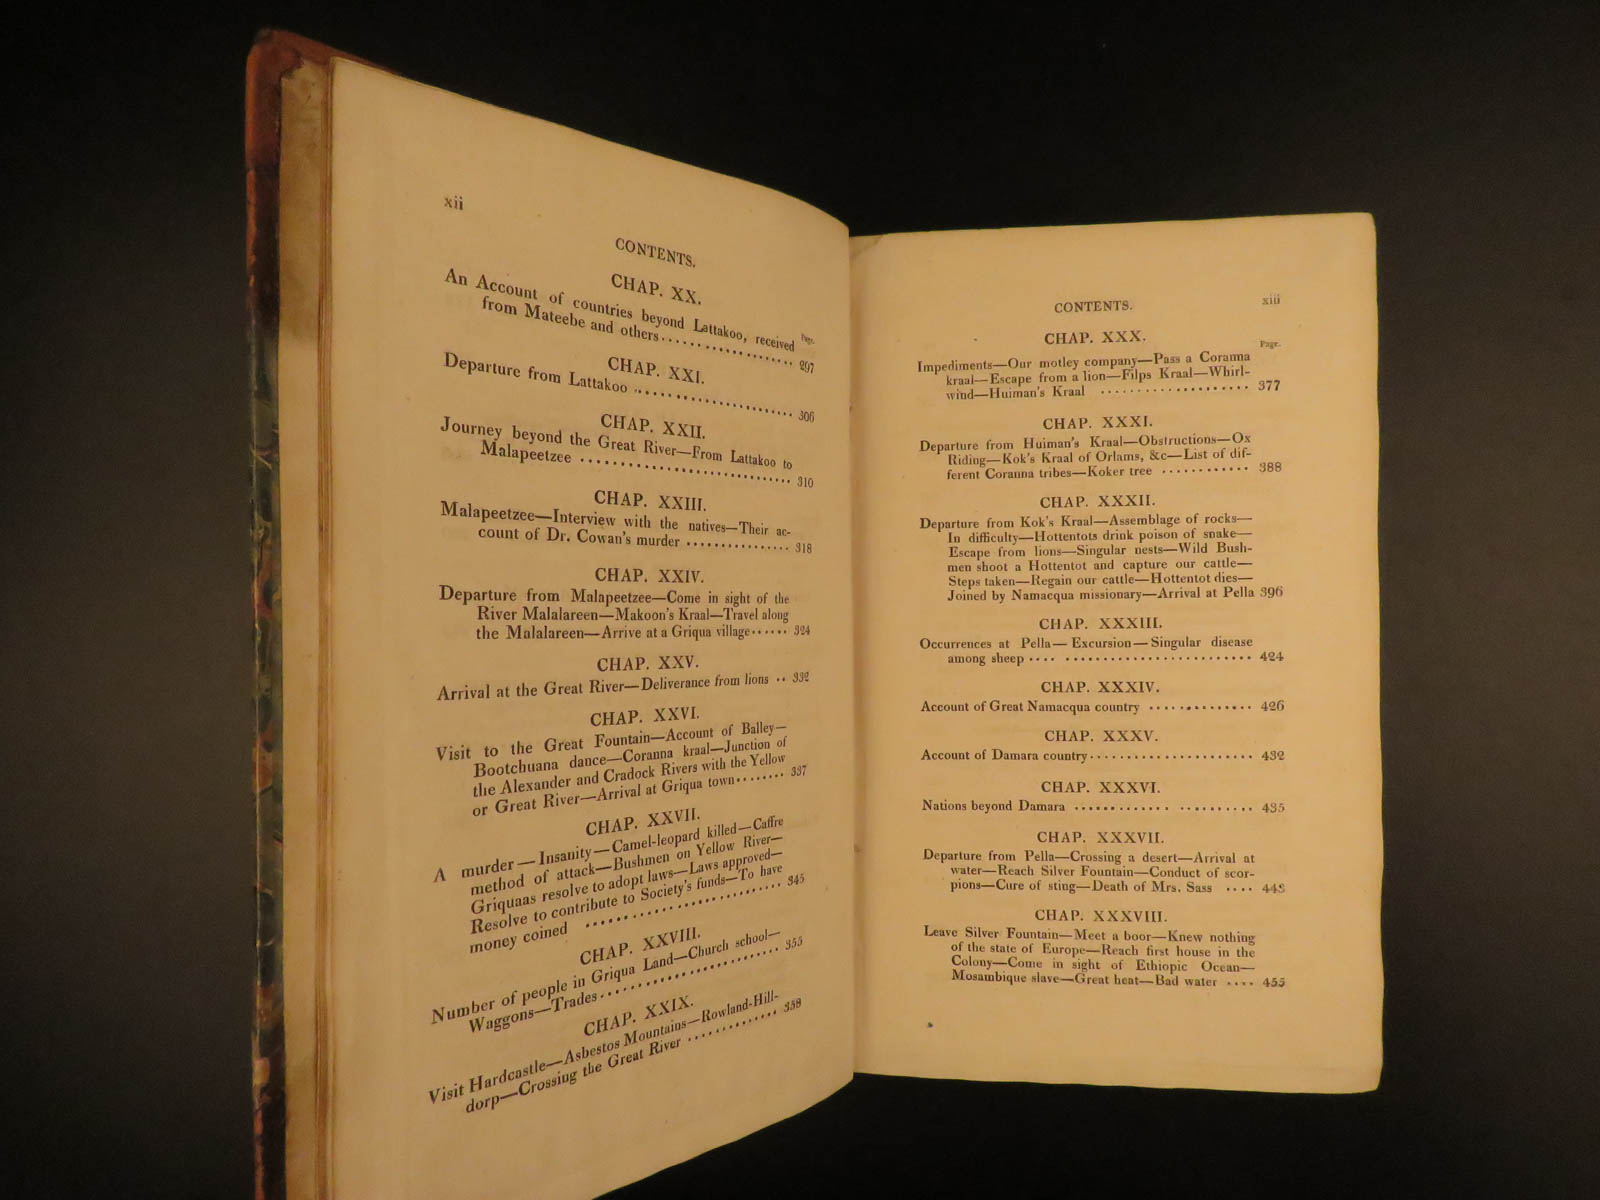 xii
CONTENTS.
CHAP. XX.
Page.
An Account of countries beyond Lattakoo, received
from Mateebe and others .................... 297
CHAP. XXI.
Departure from Lattakoo .................... 306
CHAP. XXII.
Journey beyond the Great River—From Lattakoo to
Malapeetzee .................... 310
CHAP. XXIII.
Malapeetzee—Interview with the natives—Their ac-
count of Dr. Cowan's murder ................ 318
CHAP. XXIV.
Departure from Malapeetzee—Come in sight of the
River Malalareen—Makoon's Kraal—Travel along
the Malalareen—Arrive at a Griqua village...... 324
CHAP. XXV.
Arrival at the Great River—Deliverance from lions .. 332
CHAP. XXVI.
Visit to the Great Fountain—Account of Balley—
Bootchuana dance—Coranna kraal—Junction of
the Alexander and Cradock Rivers with the Yellow
or Great River—Arrival at Griqua town........ 337
CHAP. XXVII.
A murder—Insanity—Camel-leopard killed—Caffre
method of attack—Bushmen on Yellow River—
Griquaas resolve to adopt laws—Laws approved—
Resolve to contribute to Society's funds—To have
money coined .................... 345
CHAP. XXVIII.
Number of people in Griqua Land—Church school—
Waggons—Trades.................... 355
CHAP. XXIX.
Visit Hardcastle—Asbestos Mountains—Rowland-Hill-
dorp—Crossing the Great River ............. 358
CONTENTS.
xiii
CHAP. XXX.
Page.
Impediments—Our motley company—Pass a Coranna
kraal—Escape from a lion—Filps Kraal—Whirl-
wind—Huiman's Kraal .................... 377
CHAP. XXXI.
Departure from Huiman's Kraal—Obstructions—Ox
Riding—Kok's Kraal of Orlams, &c—List of dif-
ferent Coranna tribes—Koker tree ............ 388
CHAP. XXXII.
Departure from Kok's Kraal—Assemblage of rocks—
In difficulty—Hottentots drink poison of snake—
Escape from lions—Singular nests—Wild Bush-
men shoot a Hottentot and capture our cattle—
Steps taken—Regain our cattle—Hottentot dies—
Joined by Namacqua missionary—Arrival at Pella 396
CHAP. XXXIII.
Occurrences at Pella—Excursion—Singular disease
among sheep .... ........................ 424
CHAP. XXXIV.
Account of Great Namacqua country .............. 426
CHAP. XXXV.
Account of Damara country...................... 432
CHAP. XXXVI.
Nations beyond Damara ............. .......... 435
CHAP. XXXVII.
Departure from Pella—Crossing a desert—Arrival at
water—Reach Silver Fountain—Conduct of scor-
pions—Cure of sting—Death of Mrs. Sass .... 443
CHAP. XXXVIII.
Leave Silver Fountain—Meet a boor—Knew nothing
of the state of Europe—Reach first house in the
Colony—Come in sight of Ethiopic Ocean—
Mosambique slave—Great heat—Bad water .... 455